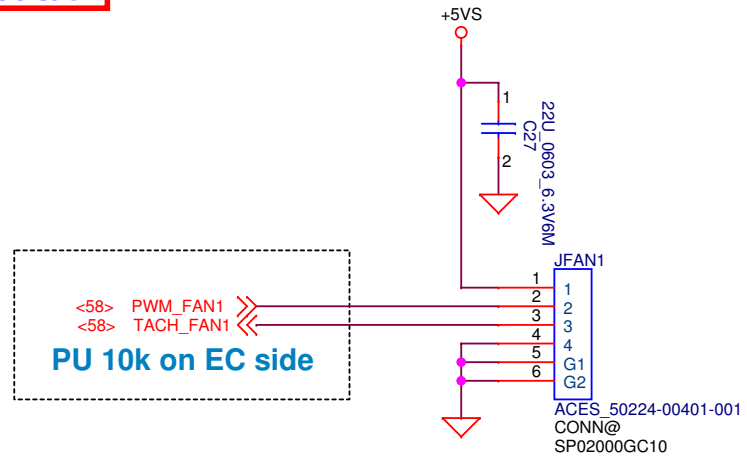 +5VS
1
2
22U_0603_6.3V6M
C27
JFAN1
1 1
<58> PWM_FAN1 2 2
<58> TACH_FAN1 3 3
4 4
5 G1
6 G2
PU 10k on EC side
ACES_50224-00401-001
CONN@
SP02000GC10